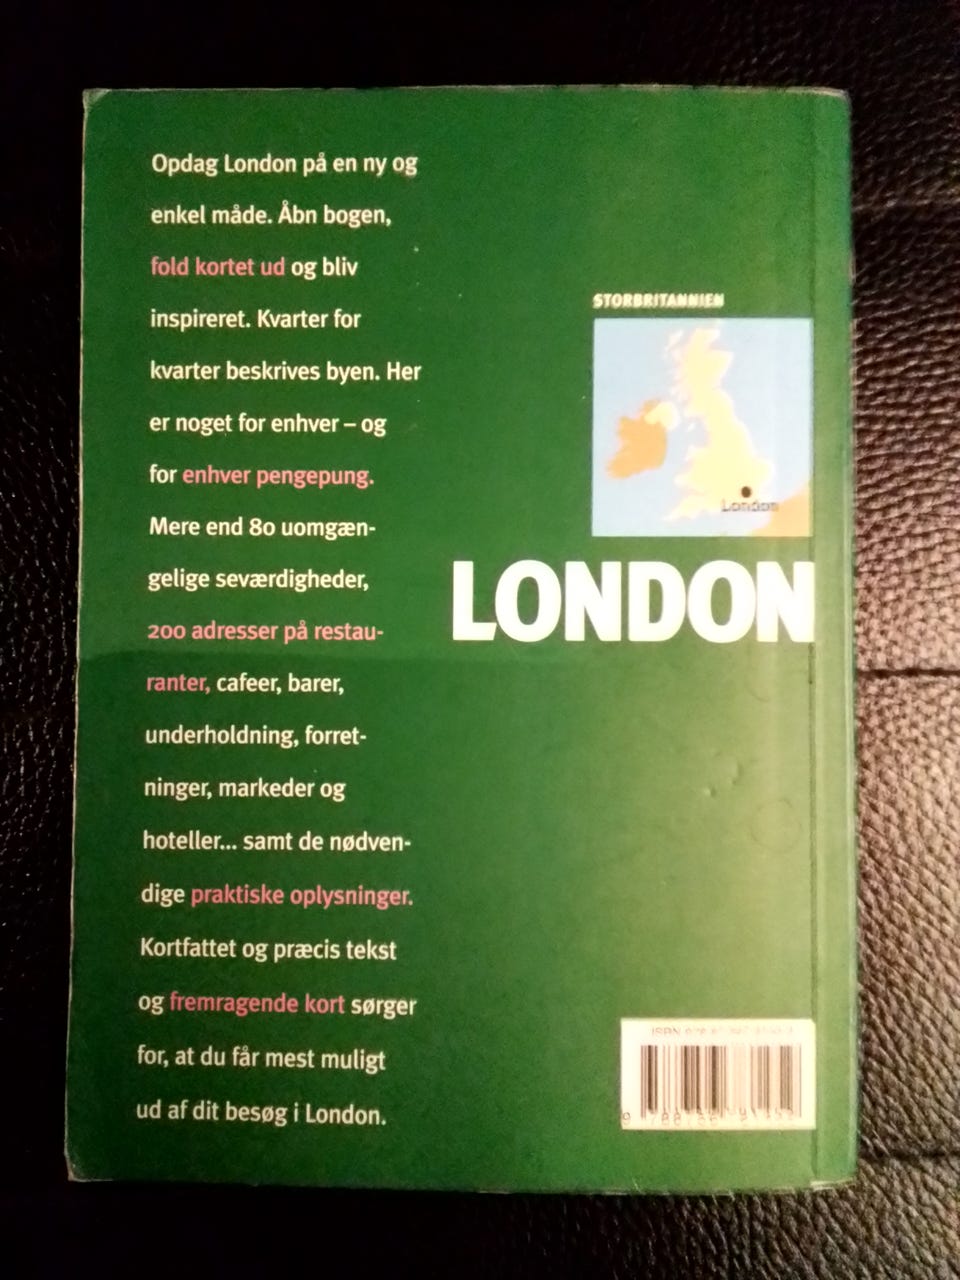 Opdag London på en ny og
enkel måde. Åbn bogen,
fold kortet ud og bliv
inspireret. Kvarter for
kvarter beskrives byen. Her
er noget for enhver – og
for enhver pengepung.
Mere end 80 uomgæn-
gelige seværdigheder,
200 adresser på restau-
ranter, cafeer, barer,
underholdning, forret-
ninger, markeder og
hoteller... samt de nødven-
dige praktiske oplysninger.
Kortfattet og præcis tekst
og fremragende kort sørger
for, at du får mest muligt
ud af dit besøg i London.
STORBRITANNIEN
London
LONDON
ISBN